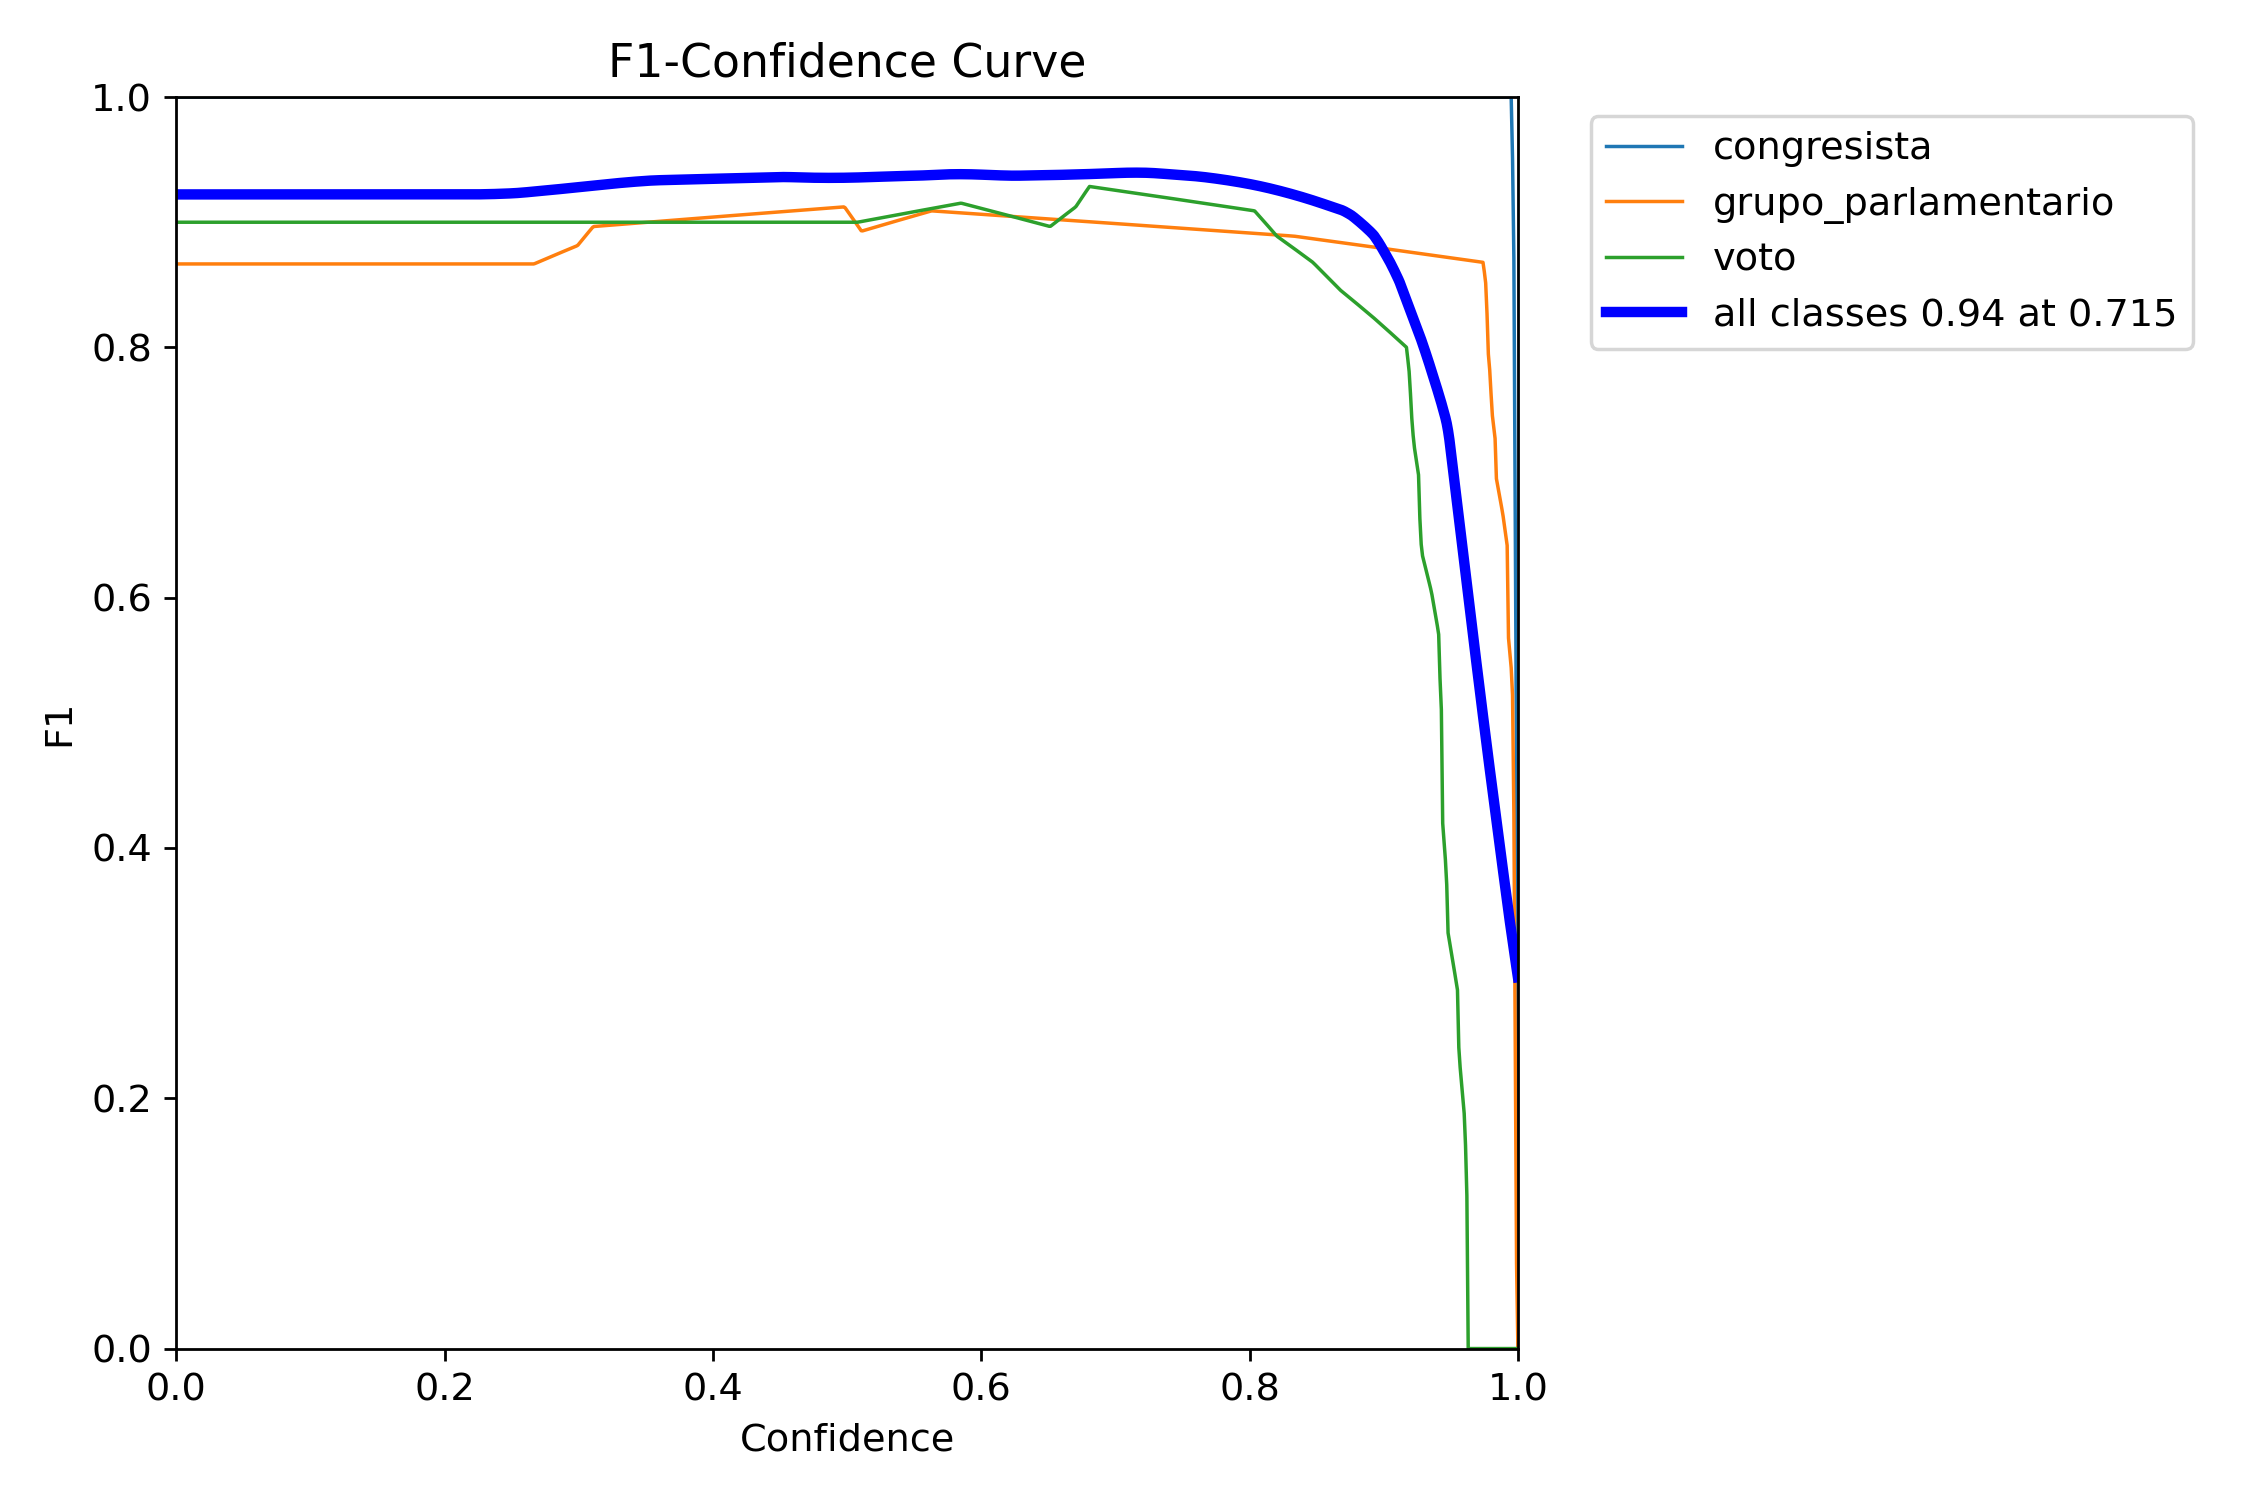 F1-Confidence Curve
1.0
0.8
0.6
0.4
0.2
0.0
F1
0.0 0.2 0.4 0.6 0.8 1.0
Confidence
congresista
grupo_parlamentario
voto
all classes 0.94 at 0.715